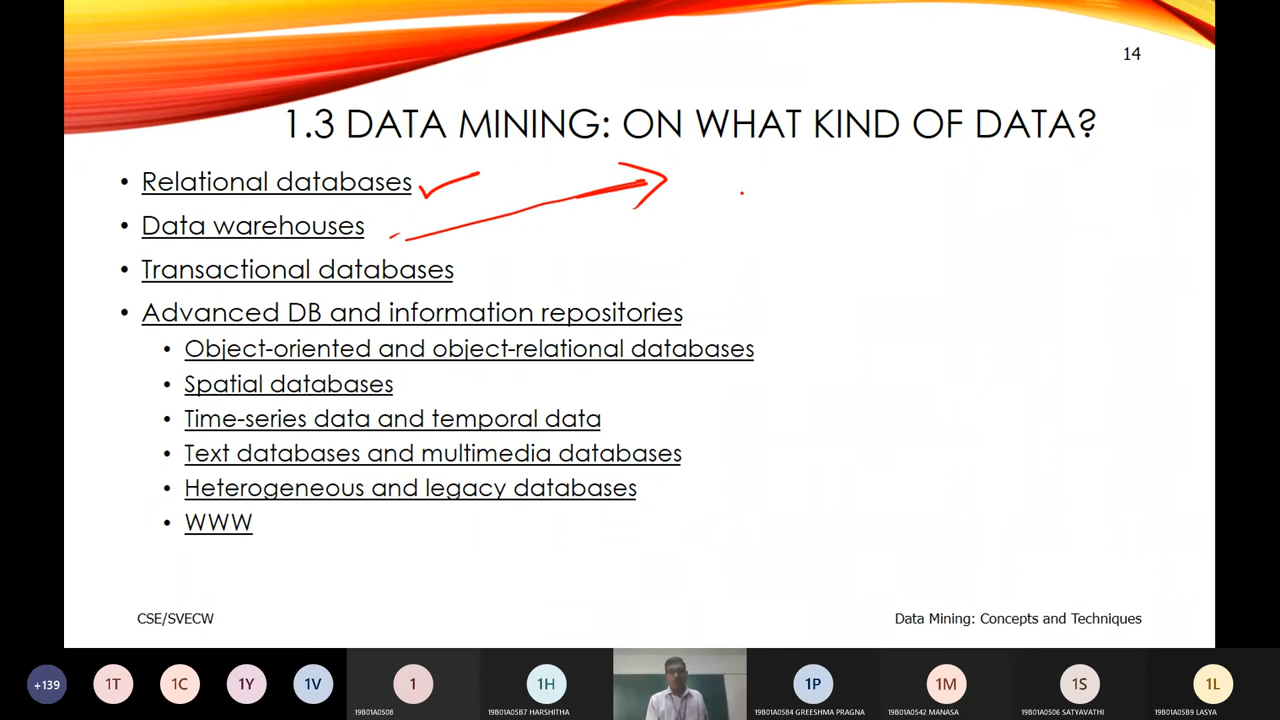 14
1.3 DATA MINING: ON WHAT KIND OF DATA?
• Relational databases
• Data warehouses
• Transactional databases
• Advanced DB and information repositories
• Object-oriented and object-relational databases
• Spatial databases
• Time-series data and temporal data
• Text databases and multimedia databases
• Heterogeneous and legacy databases
• WWW
CSE/SVECW
Data Mining: Concepts and Techniques
+139
1T
1C
1Y
1V
1
1H
1P
1M
1S
1L
19B01A0508
19B01A05B7 HARSHITHA
19B01A0584 GREESHMA PRAGNA
19B01A0542 MANASA
19B01A0506 SATYAVATHI
19B01A05B9 LASYA